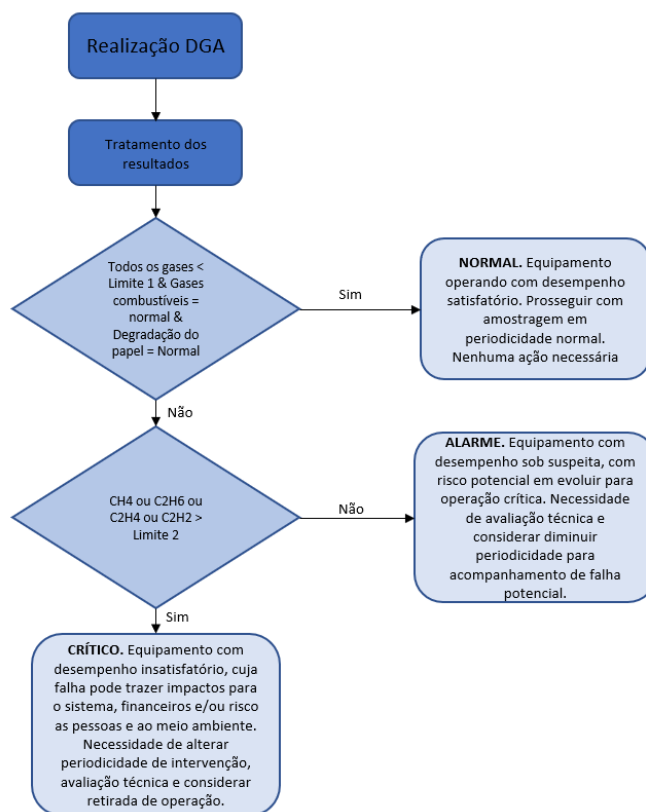 Realização DGA
Tratamento dos
resultados
Todos os gases <
Limite 1 & Gases
combustíveis =
normal &
Degradação do
papel = Normal
Sim
NORMAL. Equipamento
operando com desempenho
satisfatório. Prosseguir com
amostragem em
periodicidade normal.
Nenhuma ação necessária
Não
CH4 ou C2H6 ou
C2H4 ou C2H2 >
Limite 2
Não
ALARME. Equipamento com
desempenho sob suspeita, com
risco potencial em evoluir para
operação crítica. Necessidade
de avaliação técnica e
considerar diminuir
periodicidade para
acompanhamento de falha
potencial.
Sim
CRÍTICO. Equipamento com
desempenho insatisfatório, cuja
falha pode trazer impactos para
o sistema, financeiros e/ou risco
as pessoas e ao meio ambiente.
Necessidade de alterar
periodicidade de intervenção,
avaliação técnica e considerar
retirada de operação.